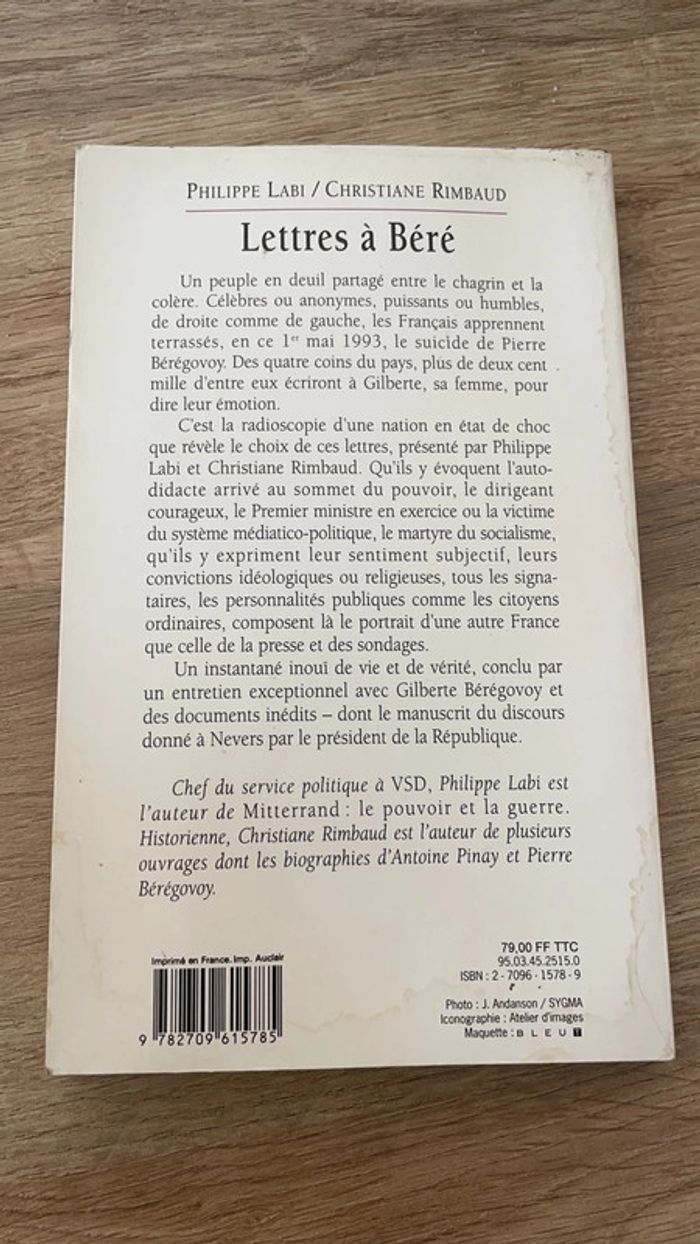 PHILIPPE LABI / CHRISTIANE RIMBAUD
Lettres à Béré
Un peuple en deuil partagé entre le chagrin et la
colère. Célèbres ou anonymes, puissants ou humbles,
de droite comme de gauche, les Français apprennent
terrassés, en ce 1er mai 1993, le suicide de Pierre
Bérégovoy. Des quatre coins du pays, plus de deux cent
mille d'entre eux écriront à Gilberte, sa femme, pour
dire leur émotion.
C'est la radioscopie d'une nation en état de choc
que révèle le choix de ces lettres, présenté par Philippe
Labi et Christiane Rimbaud. Qu'ils y évoquent l'auto-
didacte arrivé au sommet du pouvoir, le dirigeant
courageux, le Premier ministre en exercice ou la victime
du système médiatico-politique, le martyre du socialisme,
qu'ils y expriment leur sentiment subjectif, leurs
convictions idéologiques ou religieuses, tous les signa-
taires, les personnalités publiques comme les citoyens
ordinaires, composent là le portrait d'une autre France
que celle de la presse et des sondages.
Un instantané inouï de vie et de vérité, conclu par
un entretien exceptionnel avec Gilberte Bérégovoy et
des documents inédits – dont le manuscrit du discours
donné à Nevers par le président de la République.
Chef du service politique à VSD, Philippe Labi est
l'auteur de Mitterrand : le pouvoir et la guerre.
Historienne, Christiane Rimbaud est l'auteur de plusieurs
ouvrages dont les biographies d'Antoine Pinay et Pierre
Bérégovoy.
Imprimé en France. Imp. Auclair
9 782709 615785
79,00 FF TTC
95.03.45.2515.0
ISBN : 2 - 7096 - 1578 - 9
Photo : J. Andanson / SYGMA
Iconographie : Atelier d'images
Maquette : BLEU T